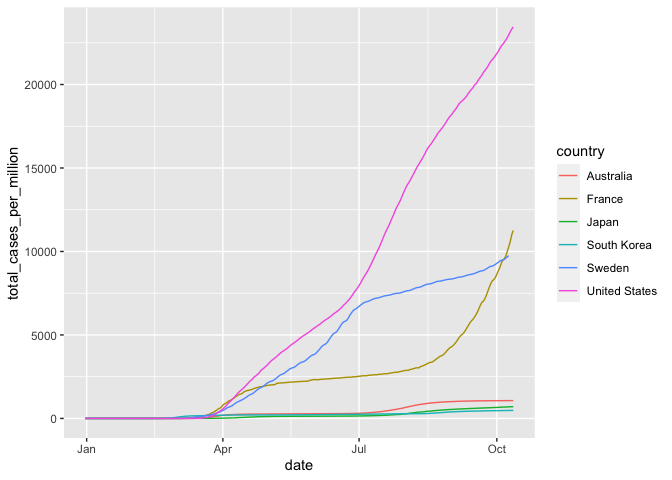 total_cases_per_million
20000
15000
10000
5000
0
Jan Apr Jul Oct
date
country
Australia
France
Japan
South Korea
Sweden
United States